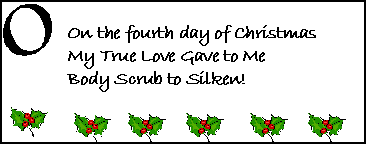 O On the fourth day of Christmas
My True Love Gave to Me
Body Scrub to Silken!